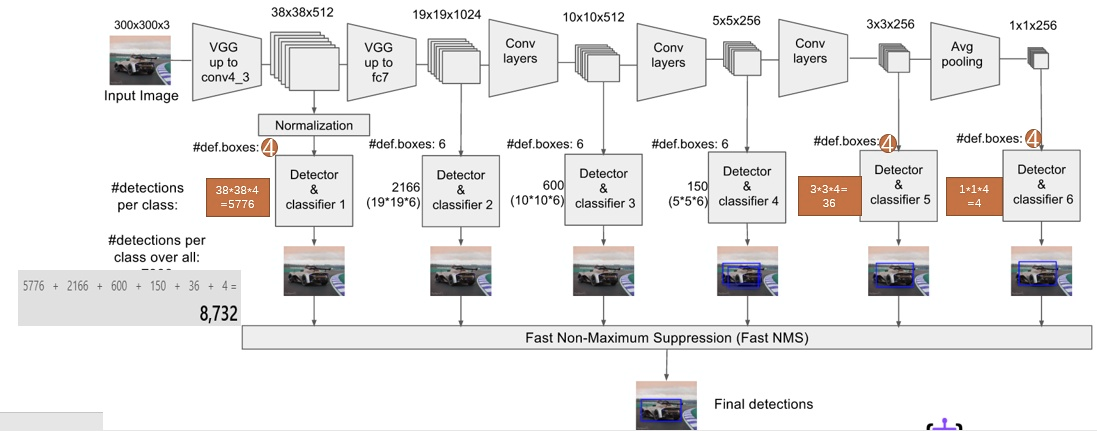 300x300x3
38x38x512
19x19x1024
10x10x512
5x5x256
3x3x256
1x1x256
VGG
up to
conv4_3
VGG
up to
fc7
Conv
layers
Conv
layers
Conv
layers
Avg
pooling
Input Image
Normalization
#def.boxes: 4
#def.boxes: 6
#def.boxes: 6
#def.boxes: 6
#def.boxes: 4
#def.boxes: 4
#detections
per class:
38*38*4
=5776
Detector
&
classifier 1
2166
(19*19*6)
Detector
&
classifier 2
600
(10*10*6)
Detector
&
classifier 3
150
(5*5*6)
Detector
&
classifier 4
3*3*4=
36
Detector
&
classifier 5
1*1*4
=4
Detector
&
classifier 6
#detections per
class over all:
5776 + 2166 + 600 + 150 + 36 + 4 =
8,732
Fast Non-Maximum Suppression (Fast NMS)
Final detections